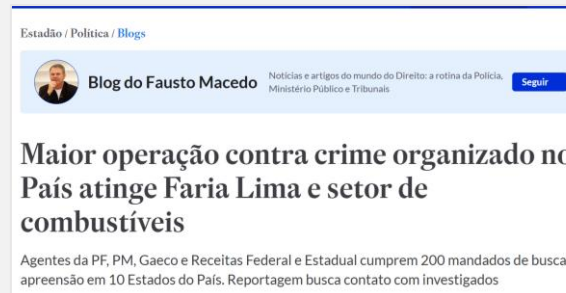 Estadão / Política / Blogs
Blog do Fausto Macedo
Notícias e artigos do mundo do Direito: a rotina da Polícia,
Ministério Público e Tribunais
Seguir
Maior operação contra crime organizado no
País atinge Faria Lima e setor de
combustíveis
Agentes da PF, PM, Gaeco e Receitas Federal e Estadual cumprem 200 mandados de busca
apreensão em 10 Estados do País. Reportagem busca contato com investigados